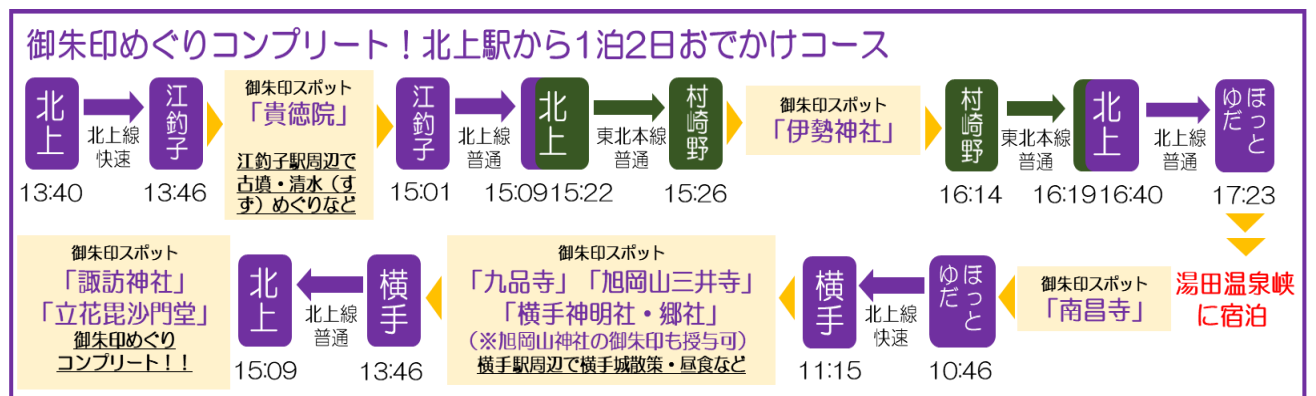 御朱印めぐりコンプリート！北上駅から1泊2日おでかけコース
北上
13:40
北上線
快速
江釣子
13:46
御朱印スポット
「貴徳院」
江釣子駅周辺で
古墳・清水（す
ず）めぐりなど
江釣子
15:01
北上線
普通
北上
15:09 15:22
東北本線
普通
村崎野
15:26
御朱印スポット
「伊勢神社」
村崎野
16:14
東北本線
普通
北上
16:19 16:40
北上線
普通
ほっと
ゆだ
17:23
湯田温泉峡
に宿泊
御朱印スポット
「南昌寺」
ほっと
ゆだ
10:46
北上線
快速
横手
11:15
御朱印スポット
「九品寺」「旭岡山三井寺」
「横手神明社・郷社」
（※旭岡山神社の御朱印も授与可）
横手駅周辺で横手城散策・昼食など
横手
13:46
北上線
普通
北上
15:09
御朱印スポット
「諏訪神社」
「立花毘沙門堂」
御朱印めぐり
コンプリート！！